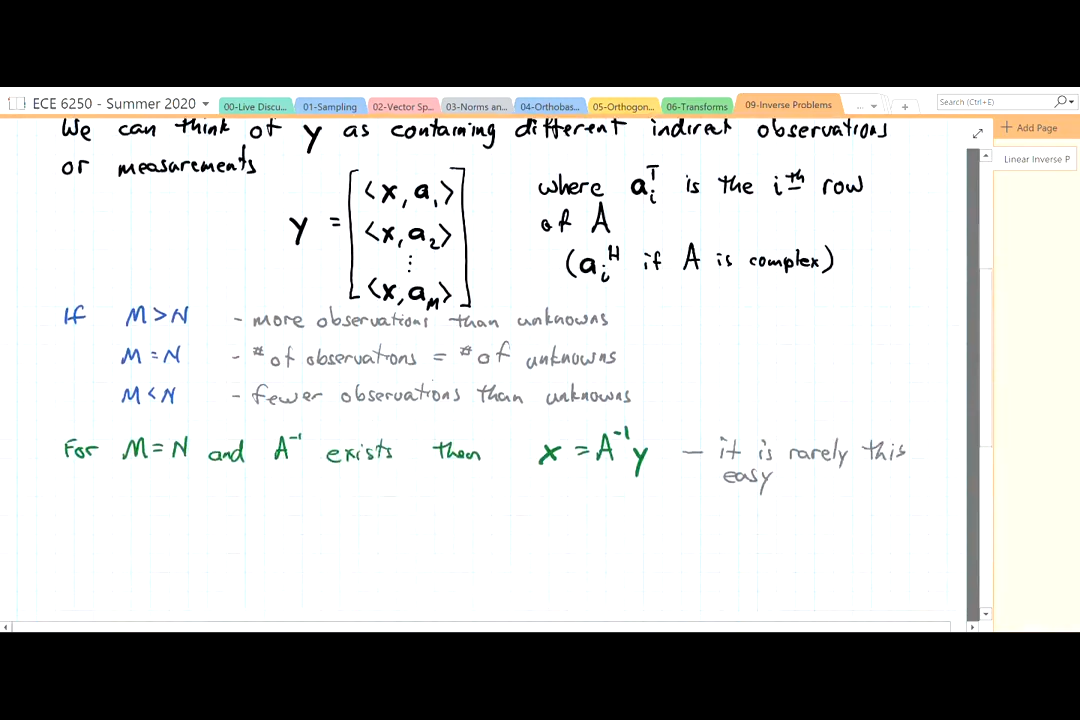 ECE 6250 - Summer 2020
00-Live Discu... 01-Sampling 02-Vector Sp... 03-Norms an... 04-Orthobas... 05-Orthogon... 06-Transforms 09-Inverse Problems ... +
Search (Ctrl+E)
+ Add Page
Linear Inverse P
We can think of y as containing different indirect observations
or measurements
y = [<x, a₁>
<x, a₂>
⋮
<x, a_M>]
where aᵢᵀ is the iᵗʰ row
of A
(aᵢᴴ if A is complex)
If M > N - more observations than unknowns
M = N - # of observations = # of unknowns
M < N - fewer observations than unknowns
For M = N and A⁻¹ exists then x = A⁻¹y — it is rarely this
easy